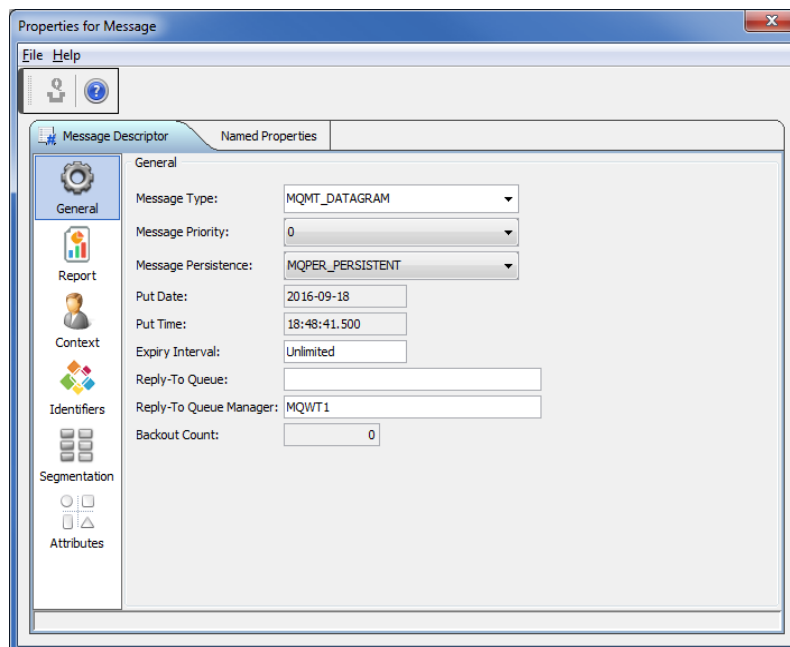 Properties for Message
x
File Help
?
Message Descriptor Named Properties
General
General
Message Type: MQMT_DATAGRAM
Message Priority: 0
Message Persistence: MQPER_PERSISTENT
Put Date: 2016-09-18
Put Time: 18:48:41.500
Expiry Interval: Unlimited
Reply-To Queue:
Reply-To Queue Manager: MQWT1
Backout Count: 0
Report
Context
Identifiers
Segmentation
Attributes